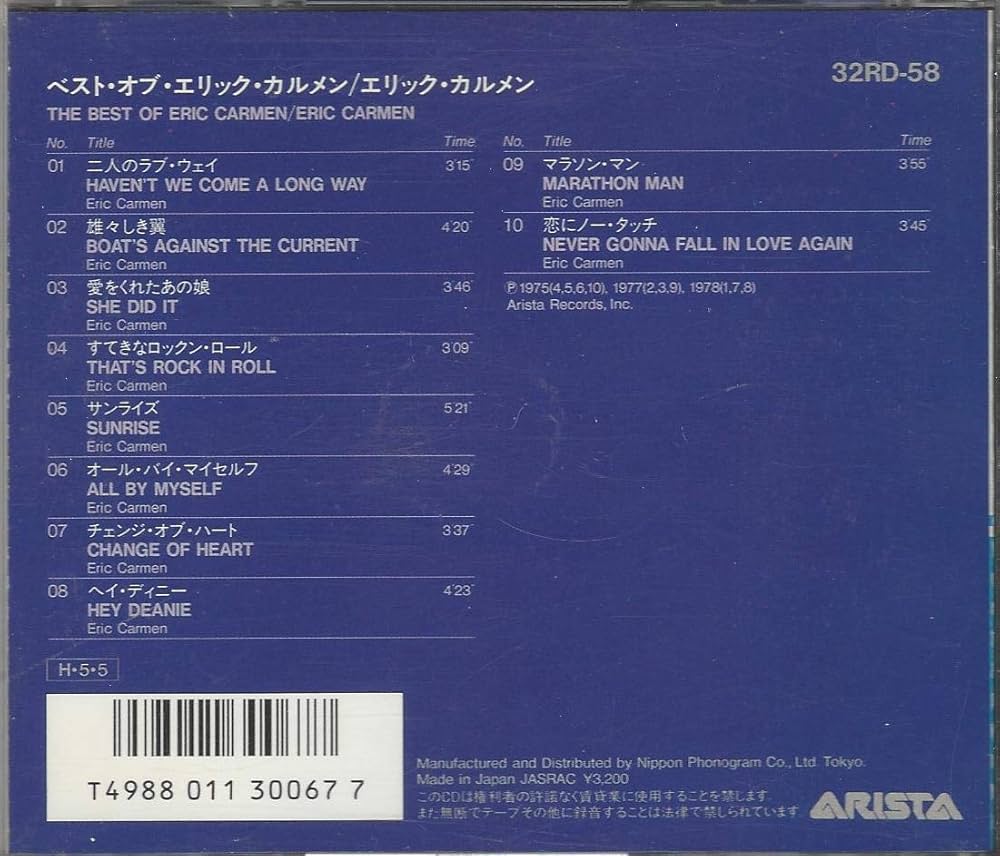 ベスト・オブ・エリック・カルメン/エリック・カルメン
32RD-58
THE BEST OF ERIC CARMEN/ERIC CARMEN
No. Title Time
01 二人のラブ・ウェイ 3'15"
HAVEN'T WE COME A LONG WAY
Eric Carmen
02 雄々しき翼 4'20"
BOAT'S AGAINST THE CURRENT
Eric Carmen
03 愛をくれたあの娘 3'46"
SHE DID IT
Eric Carmen
04 すてきなロックン・ロール 3'09"
THAT'S ROCK IN ROLL
Eric Carmen
05 サンライズ 5'21"
SUNRISE
Eric Carmen
06 オール・バイ・マイセルフ 4'29"
ALL BY MYSELF
Eric Carmen
07 チェンジ・オブ・ハート 3'37"
CHANGE OF HEART
Eric Carmen
08 ヘイ・ディニー 4'23"
HEY DEANIE
Eric Carmen
No. Title Time
09 マラソン・マン 3'55"
MARATHON MAN
Eric Carmen
10 恋にノー・タッチ 3'45"
NEVER GONNA FALL IN LOVE AGAIN
Eric Carmen
Ⓟ1975(4,5,6,10), 1977(2,3,9), 1978(1,7,8)
Arista Records, Inc.
H・5・5
T4988 011 30067 7
Manufactured and Distributed by Nippon Phonogram Co., Ltd. Tokyo.
Made in Japan JASRAC ¥3,200
このCDは権利者の許諾なく賃貸業に使用することを禁じます.
また無断でテープその他に録音することは法律で禁じられています.
ARISTA